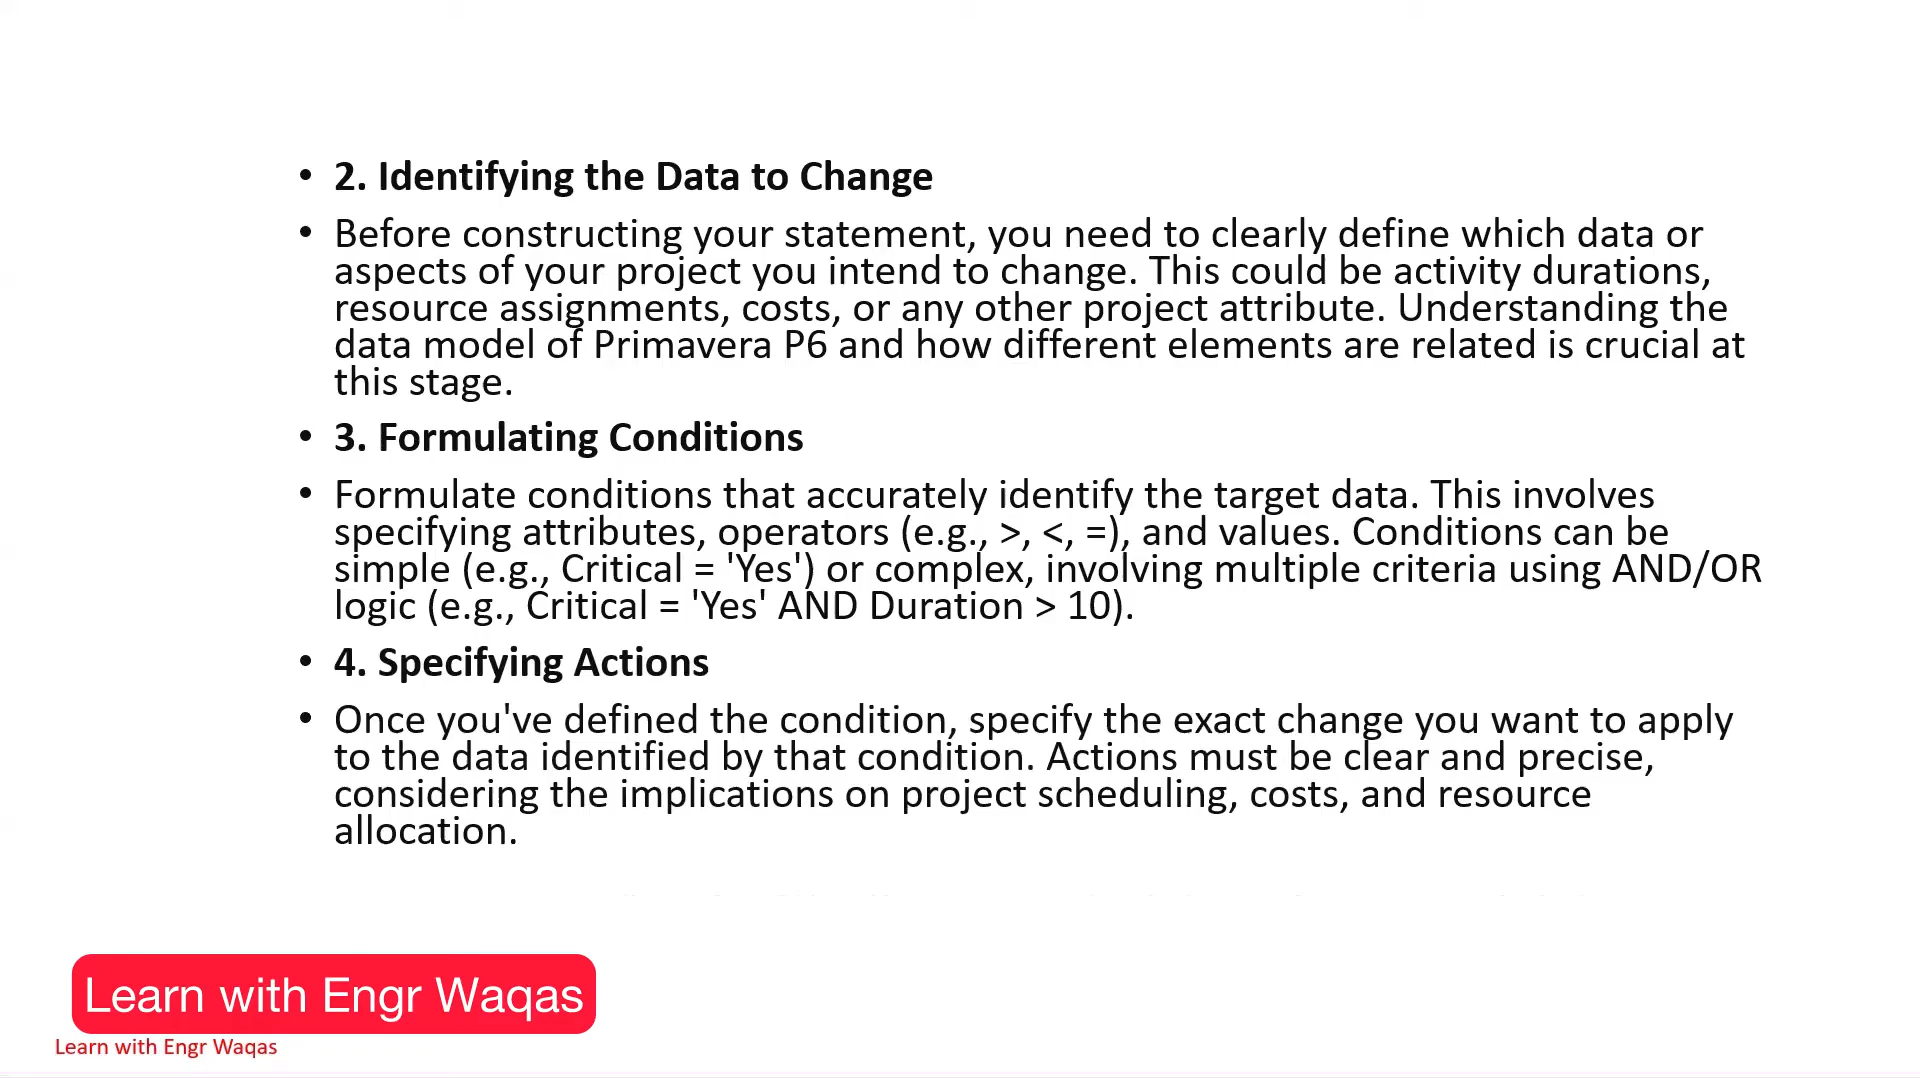 • 2. Identifying the Data to Change
• Before constructing your statement, you need to clearly define which data or
aspects of your project you intend to change. This could be activity durations,
resource assignments, costs, or any other project attribute. Understanding the
data model of Primavera P6 and how different elements are related is crucial at
this stage.
• 3. Formulating Conditions
• Formulate conditions that accurately identify the target data. This involves
specifying attributes, operators (e.g., >, <, =), and values. Conditions can be
simple (e.g., Critical = 'Yes') or complex, involving multiple criteria using AND/OR
logic (e.g., Critical = 'Yes' AND Duration > 10).
• 4. Specifying Actions
• Once you've defined the condition, specify the exact change you want to apply
to the data identified by that condition. Actions must be clear and precise,
considering the implications on project scheduling, costs, and resource
allocation.
Learn with Engr Waqas
Learn with Engr Waqas